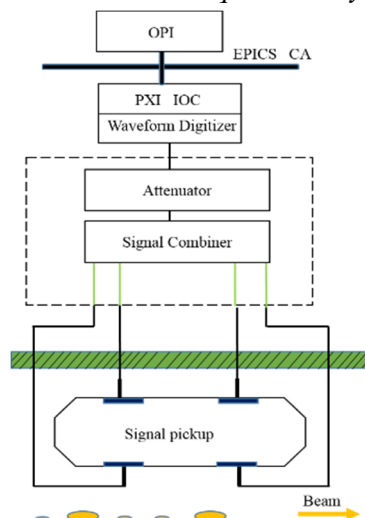 OPI
EPICS CA
PXI IOC
Waveform Digitizer
Attenuator
Signal Combiner
Signal pickup
Beam